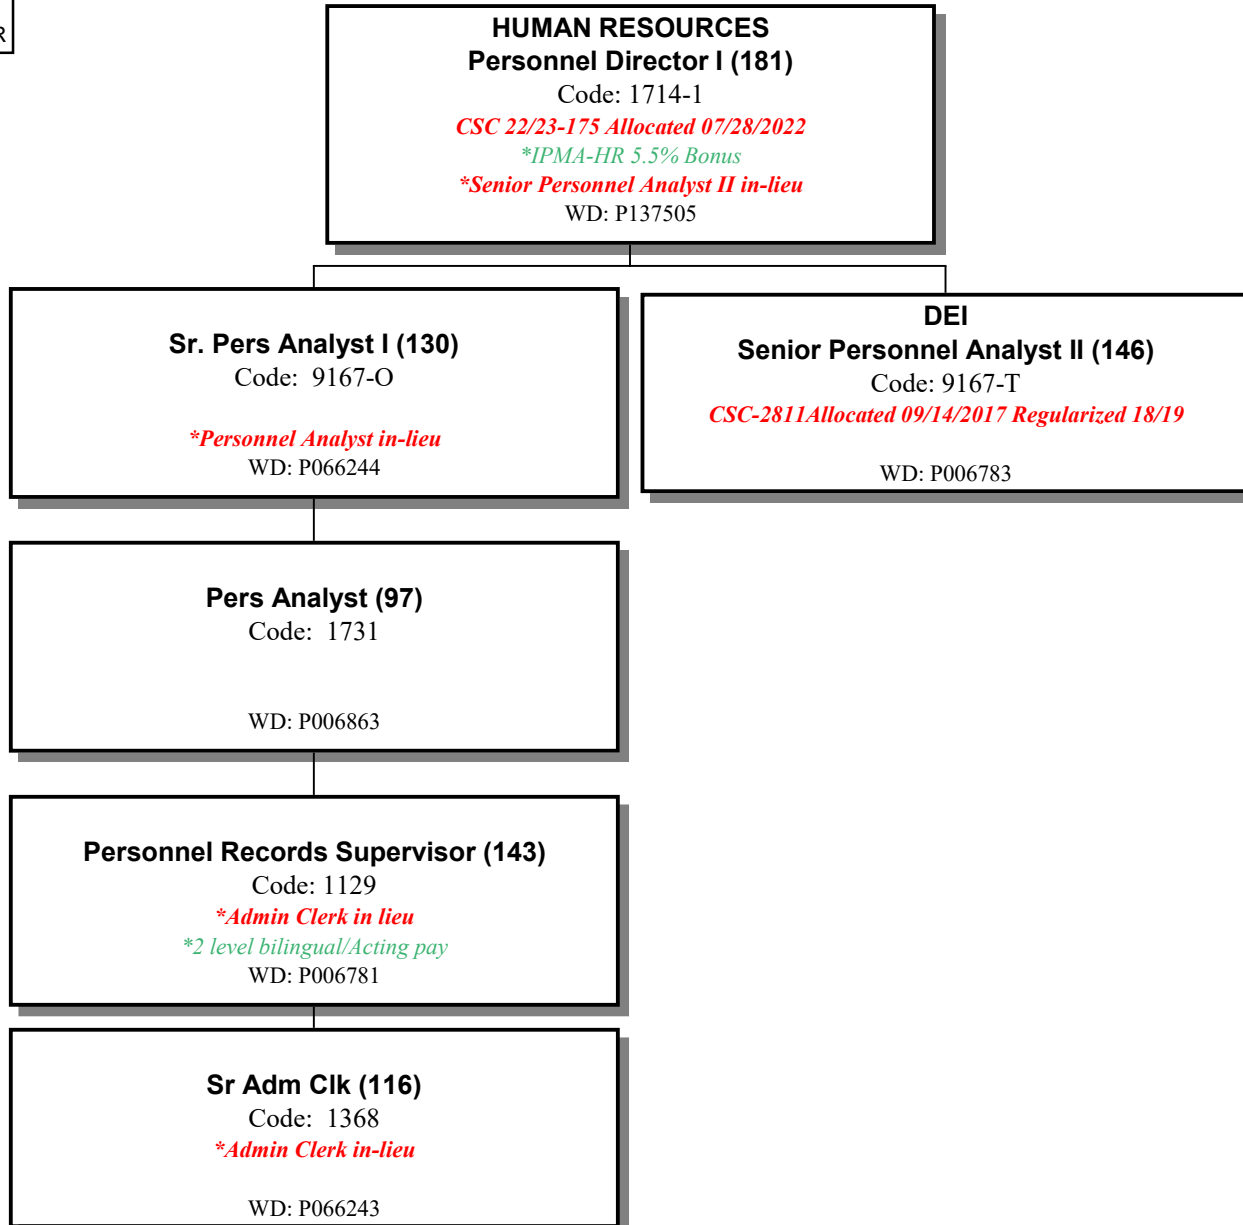 R
HUMAN RESOURCES
Personnel Director I (181)
Code: 1714-1
CSC 22/23-175 Allocated 07/28/2022
*IPMA-HR 5.5% Bonus
*Senior Personnel Analyst II in-lieu
WD: P137505
Sr. Pers Analyst I (130)
Code: 9167-O
*Personnel Analyst in-lieu
WD: P066244
DEI
Senior Personnel Analyst II (146)
Code: 9167-T
CSC-2811Allocated 09/14/2017 Regularized 18/19
WD: P006783
Pers Analyst (97)
Code: 1731
WD: P006863
Personnel Records Supervisor (143)
Code: 1129
*Admin Clerk in lieu
*2 level bilingual/Acting pay
WD: P006781
Sr Adm Clk (116)
Code: 1368
*Admin Clerk in-lieu
WD: P066243